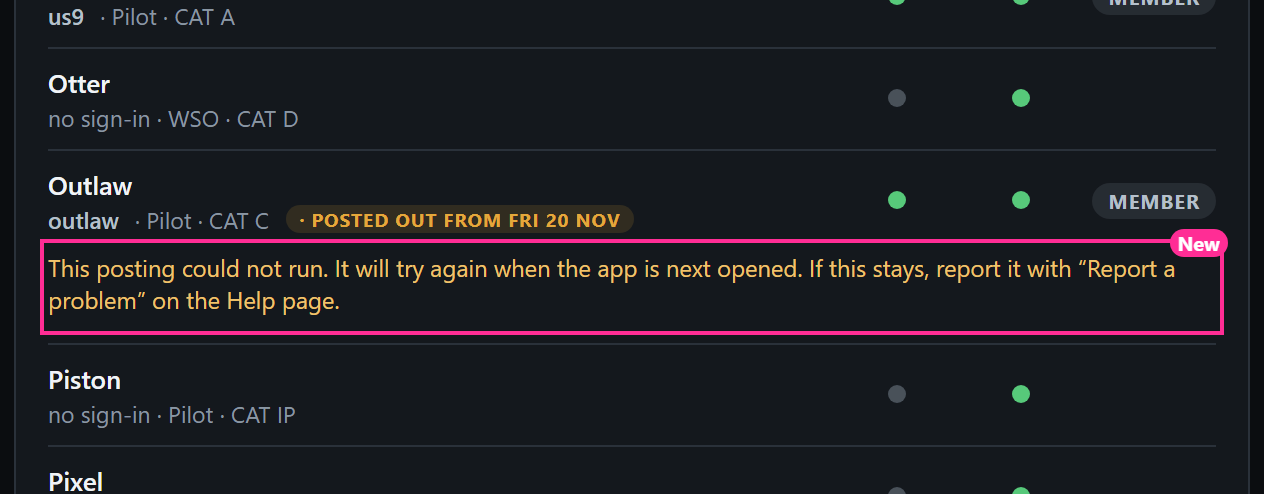 us9 · Pilot · CAT A
MEMBER
Otter
no sign-in · WSO · CAT D
Outlaw
outlaw · Pilot · CAT C · POSTED OUT FROM FRI 20 NOV
MEMBER
New
This posting could not run. It will try again when the app is next opened. If this stays, report it with “Report a
problem” on the Help page.
Piston
no sign-in · Pilot · CAT IP
Pixel